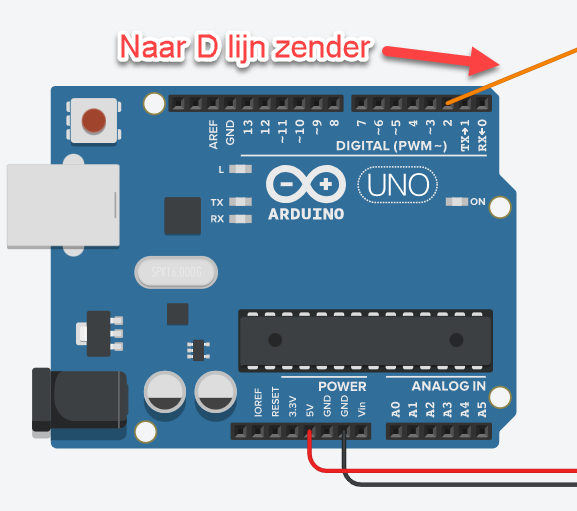 Naar D lijn zender
AREF
GND
13
12
~11
~10
~9
8
7
~6
~5
4
~3
2
TX→1
RX←0
DIGITAL (PWM~)
L
TX
RX
ARDUINO
UNO
ON
SPK16.000G
POWER
ANALOG IN
IOREF
RESET
3.3V
5V
GND
GND
Vin
A0
A1
A2
A3
A4
A5